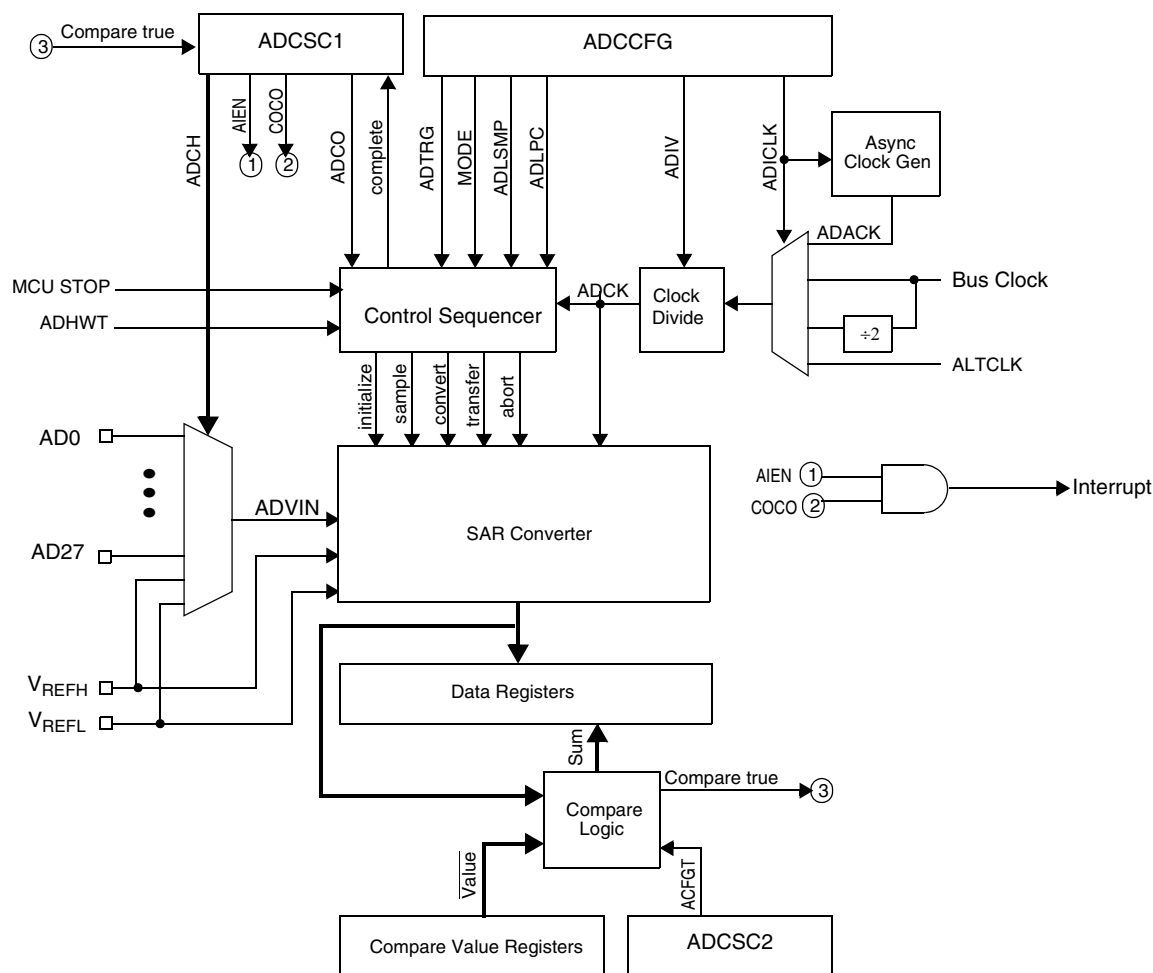 3 Compare true
ADCSC1
ADCCFG
ADCH
AIEN
COCO
ADCO
complete
ADTRG
MODE
ADLSMP
ADLPC
ADIV
ADICLK
1
2
Async
Clock Gen
ADACK
MCU STOP
ADHWT
Control Sequencer
ADCK
Clock
Divide
Bus Clock
÷2
ALTCLK
initialize
sample
convert
transfer
abort
AD0
AD27
ADVIN
SAR Converter
AIEN 1
COCO 2
Interrupt
VREFH
VREFL
Data Registers
Sum
Compare
Logic
Compare true
3
Value
ACFGT
Compare Value Registers
ADCSC2